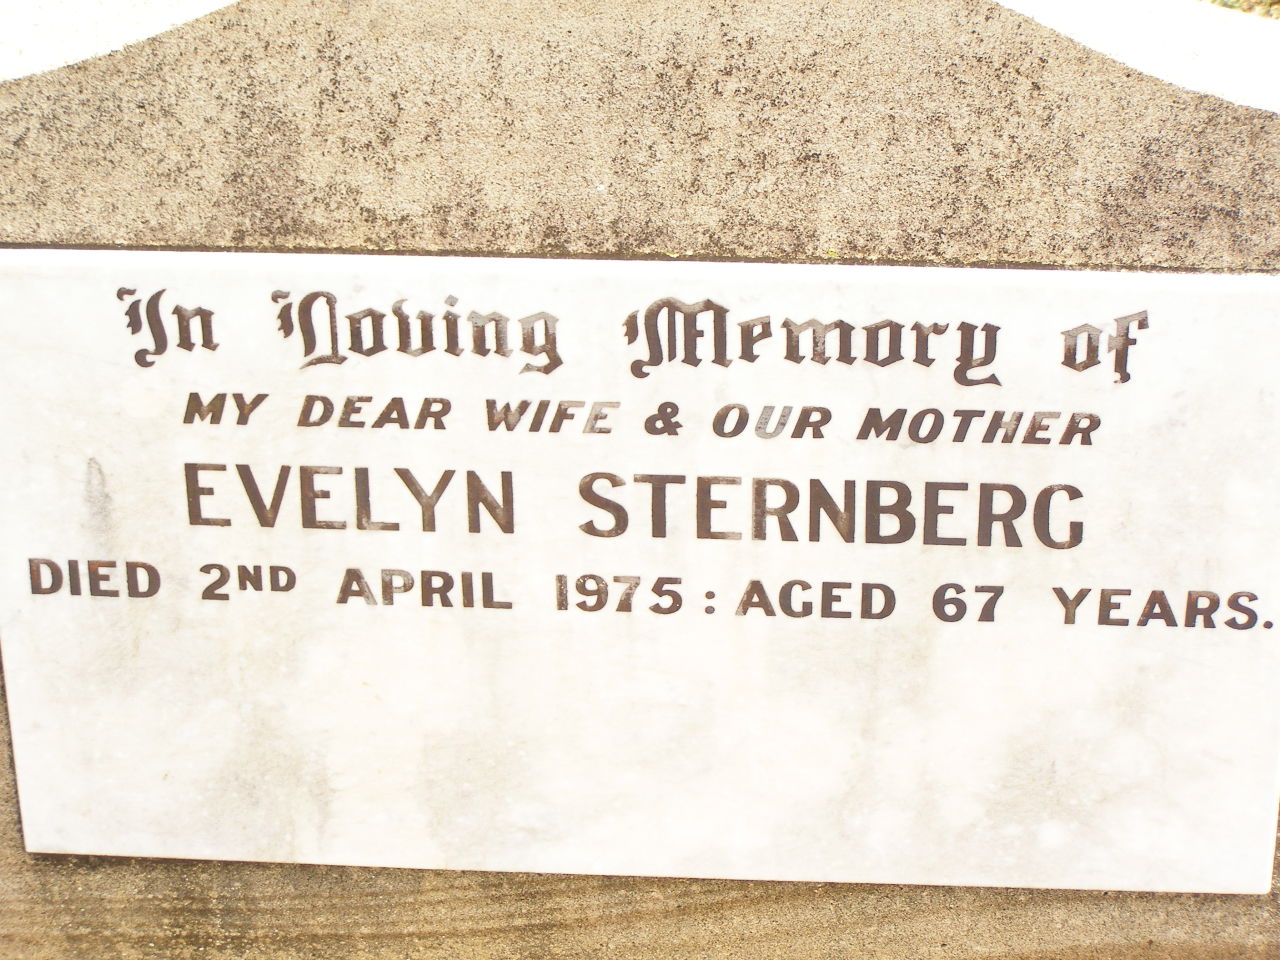 In Loving Memory of
MY DEAR WIFE & OUR MOTHER
EVELYN STERNBERG
DIED 2ND APRIL 1975: AGED 67 YEARS.